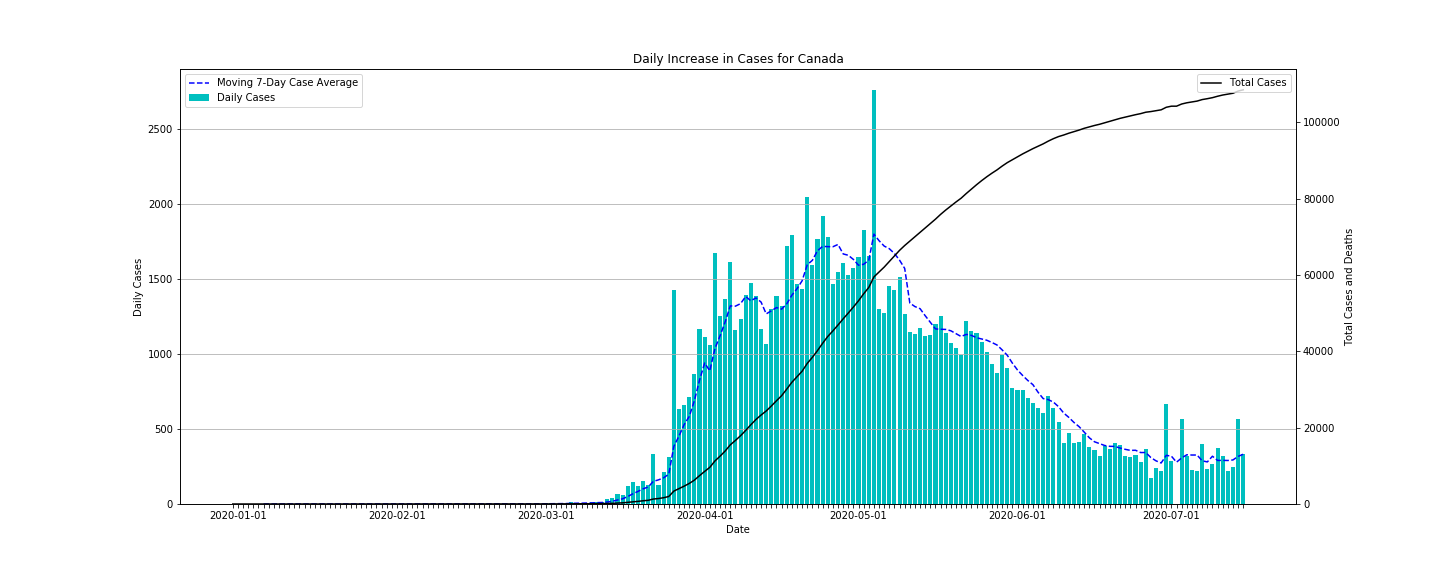 Daily Increase in Cases for Canada
Moving 7-Day Case Average
Daily Cases
Total Cases
2500
2000
1500
1000
500
0
Daily Cases
100000
80000
60000
40000
20000
0
Total Cases and Deaths
2020-01-01
2020-02-01
2020-03-01
2020-04-01
2020-05-01
2020-06-01
2020-07-01
Date